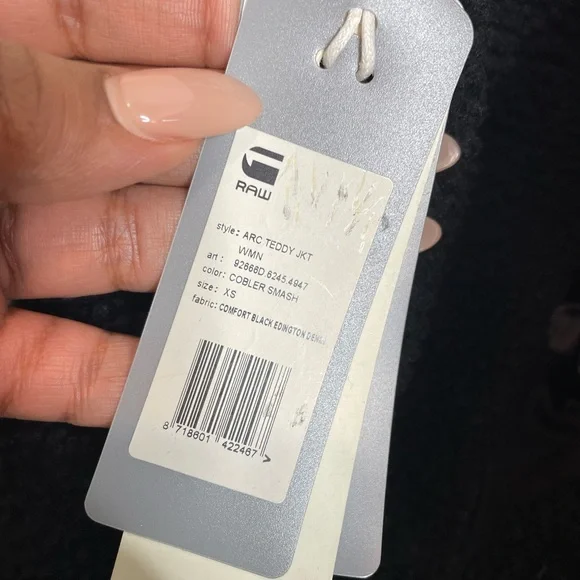 RAW
style: ARC TEDDY JKT
WMN
art: 92866D.6245.4947
color: COBLER SMASH
size: XS
fabric: COMFORT BLACK EDINGTON
8 718601 422467 >